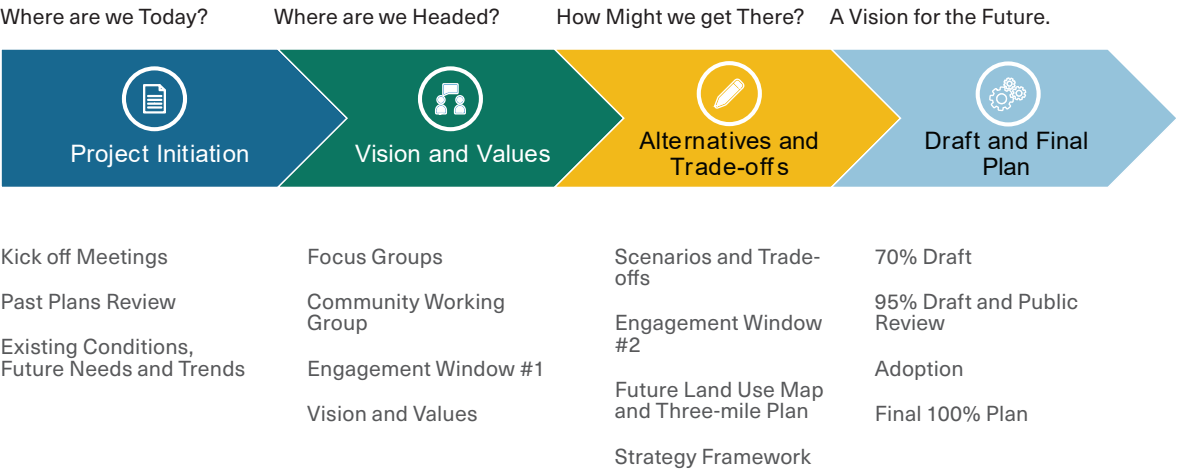 Where are we Today?
Where are we Headed?
How Might we get There?
A Vision for the Future.
Project Initiation
Vision and Values
Alternatives and
Trade-offs
Draft and Final
Plan
Kick off Meetings
Past Plans Review
Existing Conditions,
Future Needs and Trends
Focus Groups
Community Working
Group
Engagement Window #1
Vision and Values
Scenarios and Trade-
offs
Engagement Window
#2
Future Land Use Map
and Three-mile Plan
Strategy Framework
70% Draft
95% Draft and Public
Review
Adoption
Final 100% Plan